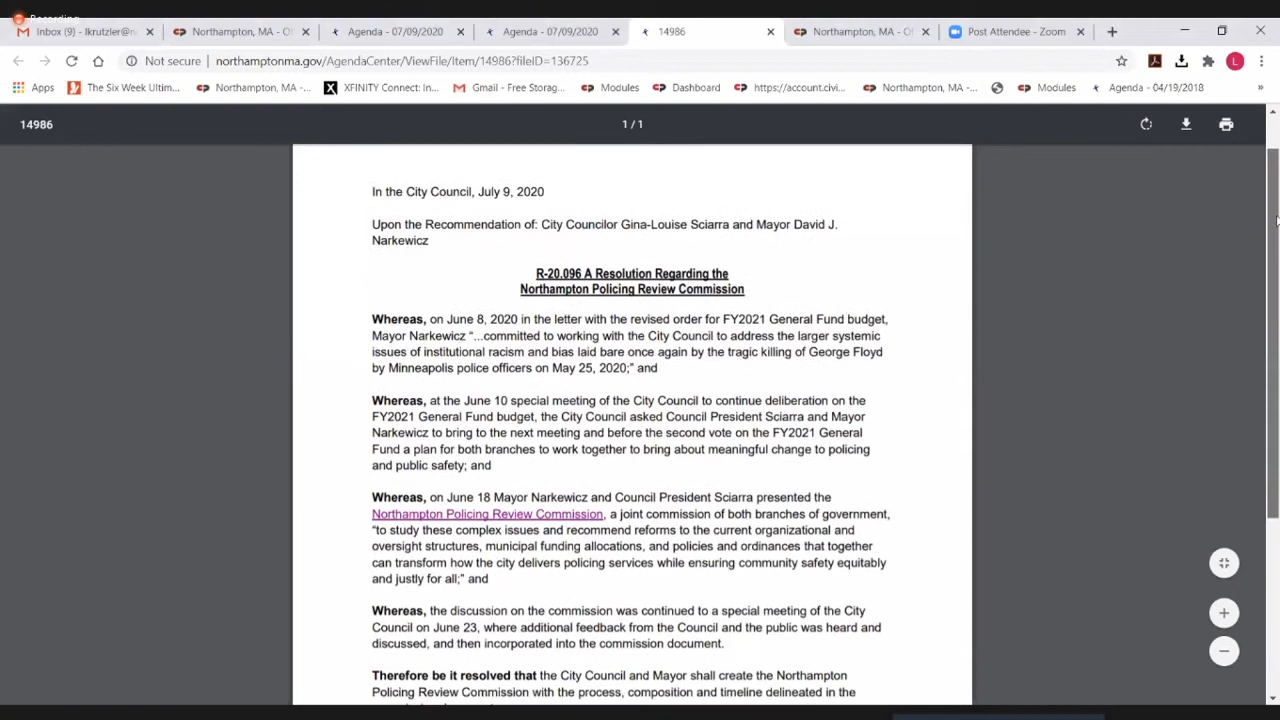 Recording
Inbox (9) - lkrutzler@n
Northampton, MA - Of
Agenda - 07/09/2020
Agenda - 07/09/2020
14986
Northampton, MA - Of
Post Attendee - Zoom
Not secure
northamptonma.gov/AgendaCenter/ViewFile/Item/14986?fileID=136725
L
Apps
The Six Week Ultim...
Northampton, MA -...
XFINITY Connect: In...
Gmail - Free Storag...
Modules
Dashboard
https://account.civi...
Northampton, MA -...
Modules
Agenda - 04/19/2018
»
14986
1 / 1
In the City Council, July 9, 2020
Upon the Recommendation of: City Councilor Gina-Louise Sciarra and Mayor David J.
Narkewicz
R-20.096 A Resolution Regarding the
Northampton Policing Review Commission
Whereas, on June 8, 2020 in the letter with the revised order for FY2021 General Fund budget,
Mayor Narkewicz “...committed to working with the City Council to address the larger systemic
issues of institutional racism and bias laid bare once again by the tragic killing of George Floyd
by Minneapolis police officers on May 25, 2020;” and
Whereas, at the June 10 special meeting of the City Council to continue deliberation on the
FY2021 General Fund budget, the City Council asked Council President Sciarra and Mayor
Narkewicz to bring to the next meeting and before the second vote on the FY2021 General
Fund a plan for both branches to work together to bring about meaningful change to policing
and public safety; and
Whereas, on June 18 Mayor Narkewicz and Council President Sciarra presented the
Northampton Policing Review Commission, a joint commission of both branches of government,
“to study these complex issues and recommend reforms to the current organizational and
oversight structures, municipal funding allocations, and policies and ordinances that together
can transform how the city delivers policing services while ensuring community safety equitably
and justly for all;” and
Whereas, the discussion on the commission was continued to a special meeting of the City
Council on June 23, where additional feedback from the Council and the public was heard and
discussed, and then incorporated into the commission document.
Therefore be it resolved that the City Council and Mayor shall create the Northampton
Policing Review Commission with the process, composition and timeline delineated in the